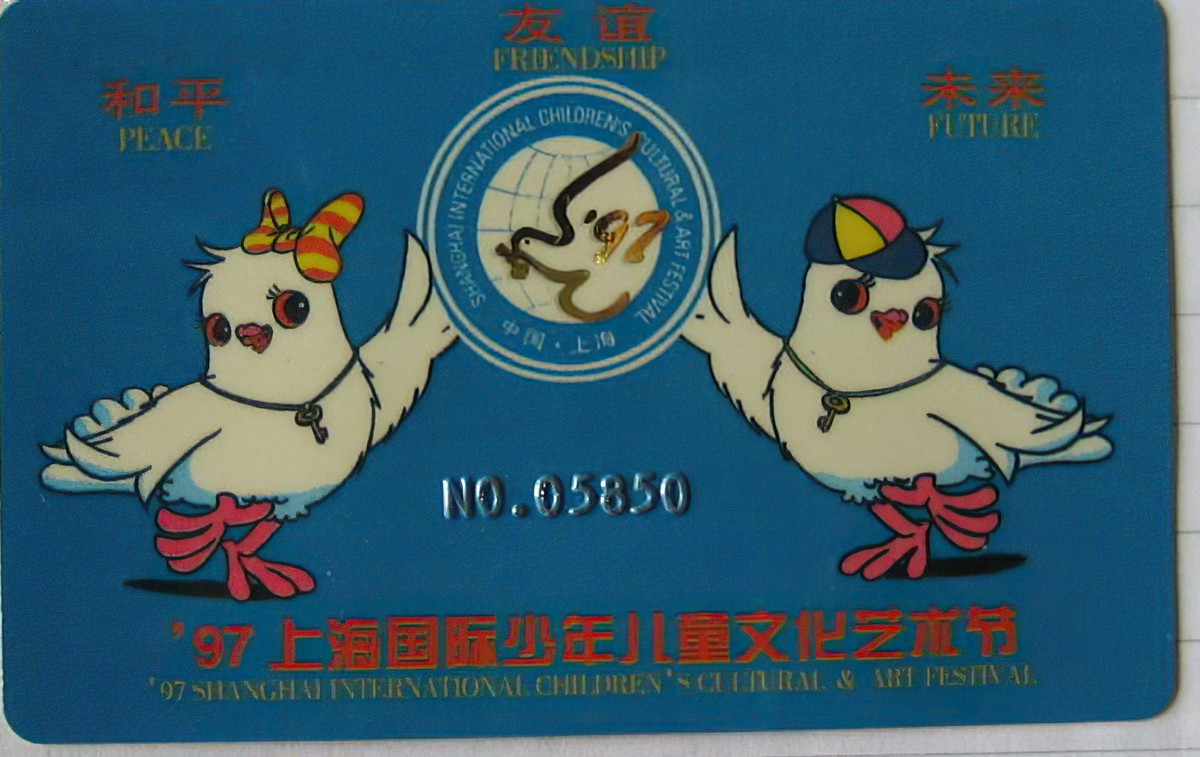 友谊
FRIENDSHIP
和平
PEACE
未来
FUTURE
SHANGHAI INTERNATIONAL CHILDREN'S CULTURAL & ART FESTIVAL
'97
中国·上海
NO.05850
'97 上海国际少年儿童文化艺术节
'97 SHANGHAI INTERNATIONAL CHILDREN'S CULTURAL & ART FESTIVAL